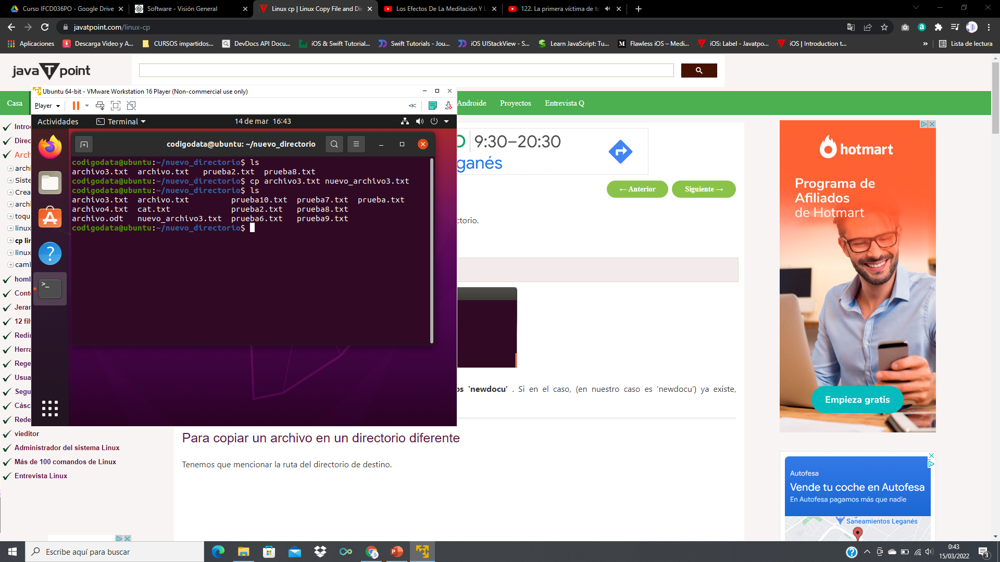 Curso IFCD036PO - Google Drive
Software - Visión General
Linux cp | Linux Copy File and Dir
Los Efectos De La Meditación Y L
122. La primera víctima de to
javatpoint.com/linux-cp
Aplicaciones
Descarga Video y A...
CURSOS impartidos...
DevDocs API Docu...
iOS & Swift Tutorial...
Swift Tutorials - Jou...
iOS UIStackView - S...
Learn JavaScript: Tu...
Flawless iOS – Medi...
iOS: Label - Javatpo...
iOS | Introduction t...
»
Lista de lectura
javaTpoint
Ubuntu 64-bit - VMware Workstation 16 Player (Non-commercial use only)
Casa
Player
Androide
Proyectos
Entrevista Q
Actividades
Terminal
14 de mar 16:43
codigodata@ubuntu: ~/nuevo_directorio
codigodata@ubuntu:~/nuevo_directorio$ ls
archivo3.txt archivo.txt prueba2.txt prueba8.txt
codigodata@ubuntu:~/nuevo_directorio$ cp archivo3.txt nuevo_archivo3.txt
codigodata@ubuntu:~/nuevo_directorio$ ls
archivo3.txt archivo.txt prueba10.txt prueba7.txt prueba.txt
archivo4.txt cat.txt prueba2.txt prueba8.txt
archivo.odt nuevo_archivo3.txt prueba6.txt prueba9.txt
codigodata@ubuntu:~/nuevo_directorio$
Intro
Direc
Arch
archi
Siste
Crea
archi
toqu
linux
cp lin
linux
caml
homl
Cont
Jerar
12 filt
Redir
Herra
Rege
Usua
Segu
Cásc
Rede
vieditor
Administrador del sistema Linux
Más de 100 comandos de Linux
Entrevista Linux
9:30–20:30
ganés
← Anterior
Siguiente →
ctorio.
os 'newdocu' . Si en el caso, (en nuestro caso es 'newdocu') ya existe,
Para copiar un archivo en un directorio diferente
Tenemos que mencionar la ruta del directorio de destino.
hotmart
Programa de
Afiliados
de Hotmart
Empieza gratis
Autofesa
Vende tu coche en Autofesa
En Autofesa pagamos más que nadie
Saneamientos Leganés
Escribe aquí para buscar
0:43
15/03/2022
3